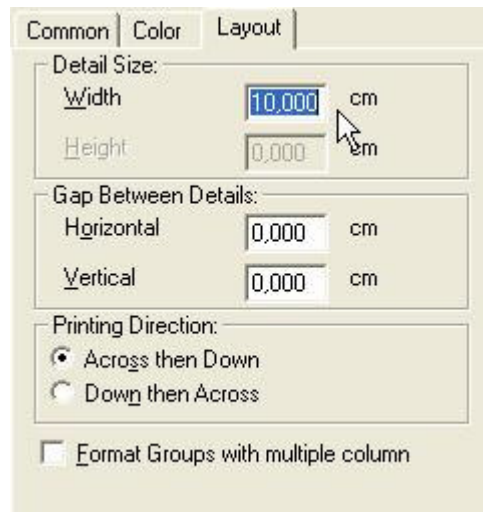 Common Color Layout
Detail Size:
Width 10,000 cm
Height 0,000 cm
Gap Between Details:
Horizontal 0,000 cm
Vertical 0,000 cm
Printing Direction:
Across then Down
Down then Across
Format Groups with multiple column